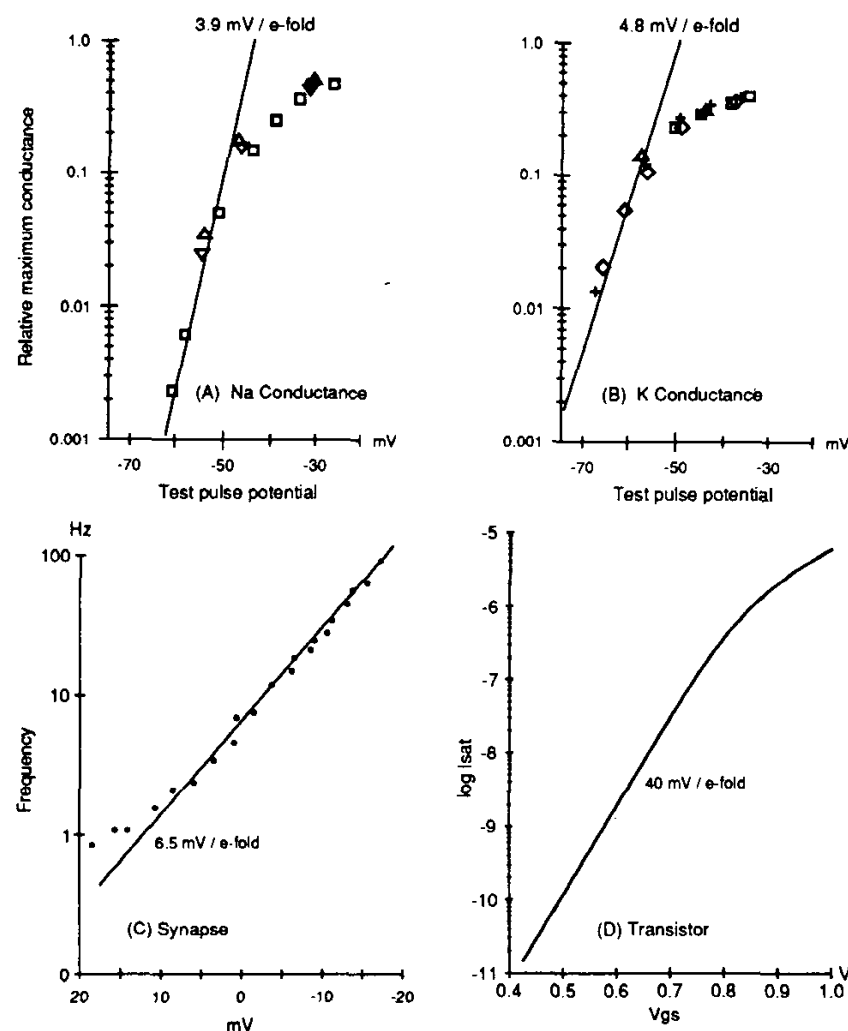 3.9 mV / e-fold
1.0
0.1
0.01
0.001
Relative maximum conductance
(A) Na Conductance
-70 -50 -30 mV
Test pulse potential
4.8 mV / e-fold
1.0
0.1
0.01
0.001
(B) K Conductance
-70 -50 -30 mV
Test pulse potential
Hz
100
10
1
0
Frequency
6.5 mV / e-fold
(C) Synapse
20 10 0 -10 -20
mV
-5
-6
-7
-8
-9
-10
-11
log Isat
40 mV / e-fold
(D) Transistor
0.4 0.5 0.6 0.7 0.8 0.9 1.0 V
Vgs